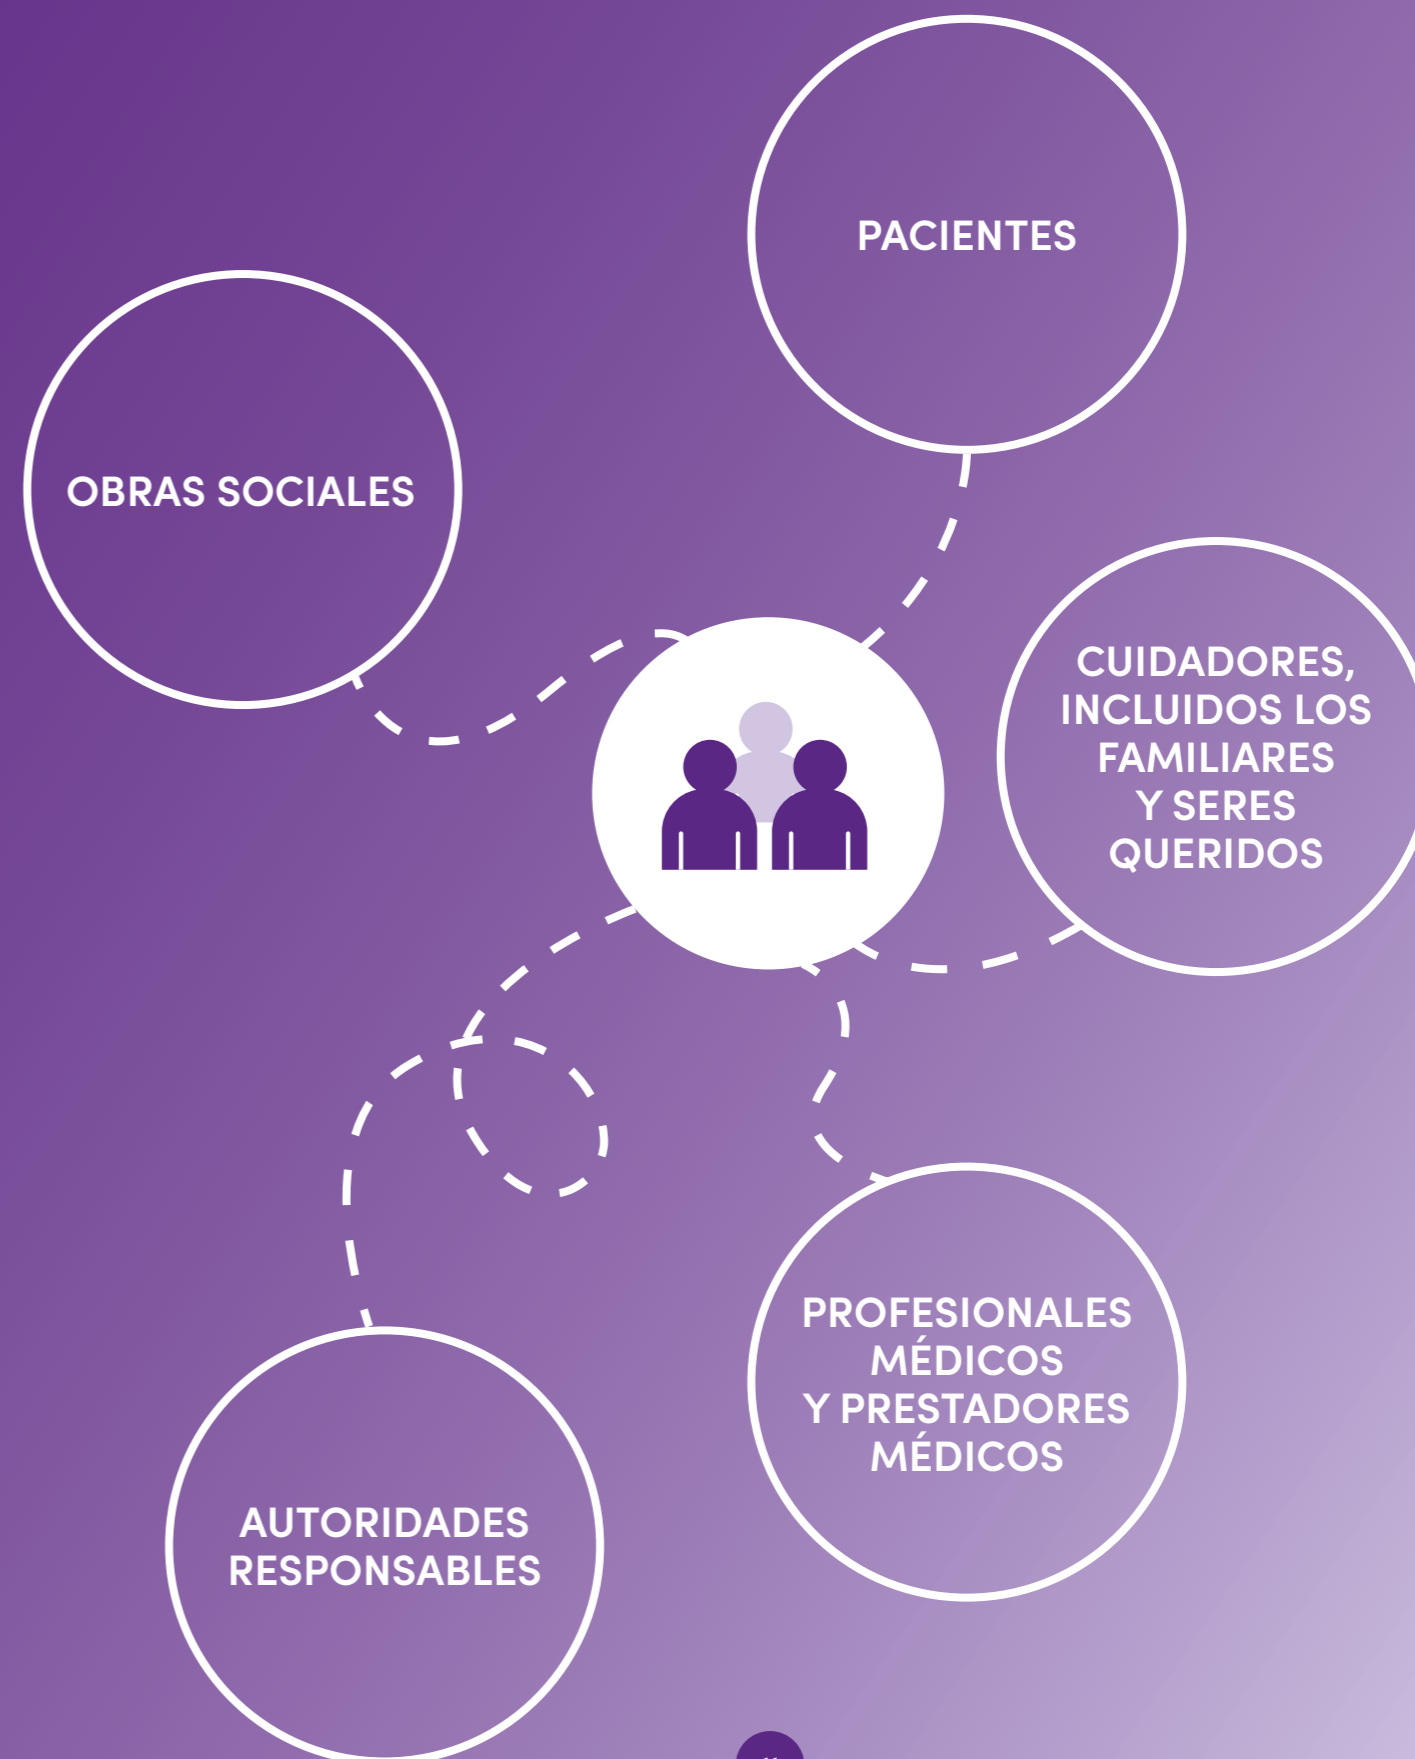 PACIENTES
OBRAS SOCIALES
CUIDADORES,
INCLUIDOS LOS
FAMILIARES
Y SERES
QUERIDOS
PROFESIONALES
MÉDICOS
Y PRESTADORES
MÉDICOS
AUTORIDADES
RESPONSABLES